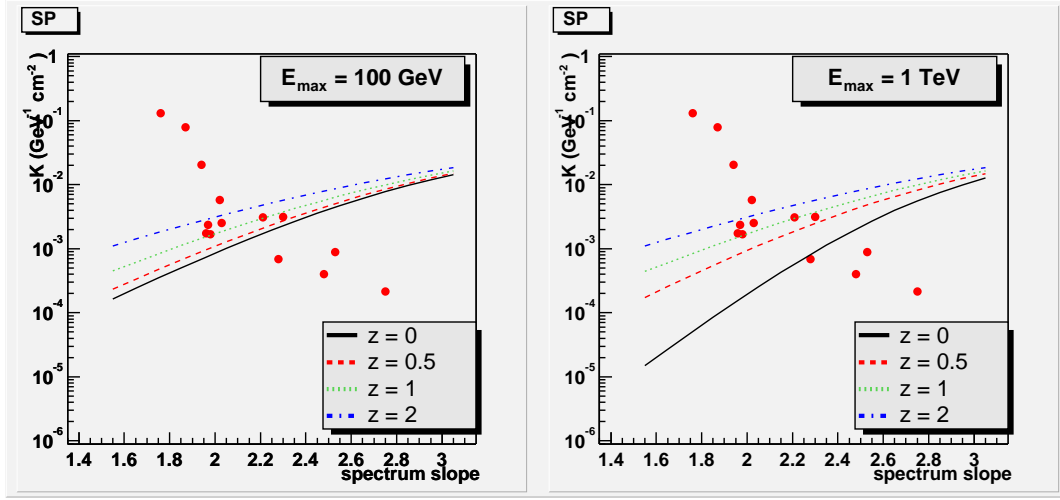 SP
K (GeV⁻¹ cm⁻²)
1
10⁻¹
10⁻²
10⁻³
10⁻⁴
10⁻⁵
10⁻⁶
E_max = 100 GeV
z = 0
z = 0.5
z = 1
z = 2
1.4 1.6 1.8 2 2.2 2.4 2.6 2.8 3
spectrum slope
SP
K (GeV⁻¹ cm⁻²)
1
10⁻¹
10⁻²
10⁻³
10⁻⁴
10⁻⁵
10⁻⁶
E_max = 1 TeV
z = 0
z = 0.5
z = 1
z = 2
1.4 1.6 1.8 2 2.2 2.4 2.6 2.8 3
spectrum slope